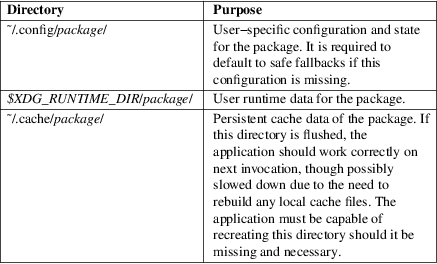 Directory Purpose
~/.config/package/ User−specific configuration and state
for the package. It is required to
default to safe fallbacks if this
configuration is missing.
$XDG_RUNTIME_DIR/package/ User runtime data for the package.
~/.cache/package/ Persistent cache data of the package. If
this directory is flushed, the
application should work correctly on
next invocation, though possibly
slowed down due to the need to
rebuild any local cache files. The
application must be capable of
recreating this directory should it be
missing and necessary.